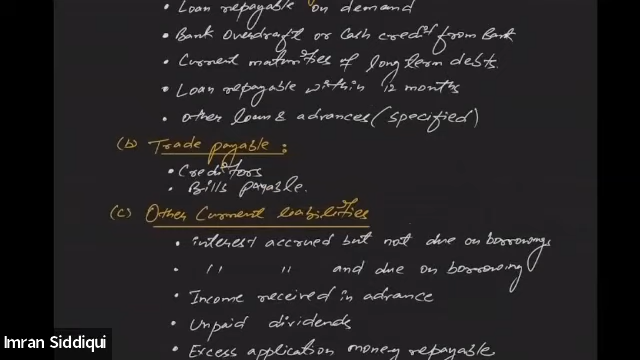 • Loan repayable on demand
• Bank Overdraft or Cash credit from Bank
• Current maturities of long term debts.
• Loan repayable within 12 months
• Other loan & advances (specified)
(b) Trade payable :
• Creditors
• Bills payable.
(c) Other Current liabilities
• interest accrued but not due on borrowings
• " " and due on borrowing
• Income received in advance
• Unpaid dividends
• Excess application money repayable
Imran Siddiqui